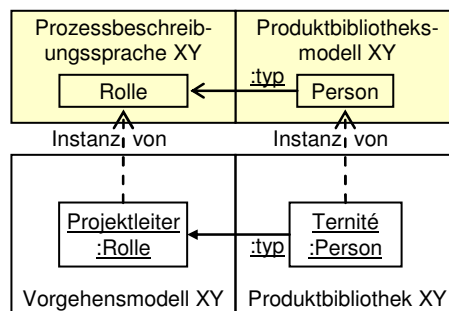 Prozessbeschreib-
ungssprache XY
Produktbibliotheks-
modell XY
Rolle
:typ
Person
Instanz von
Instanz von
Projektleiter
:Rolle
:typ
Ternité
:Person
Vorgehensmodell XY
Produktbibliothek XY